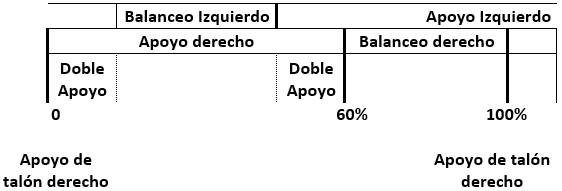 Balanceo Izquierdo Apoyo Izquierdo
Apoyo derecho Balanceo derecho
Doble Doble
Apoyo Apoyo
0 60% 100%
Apoyo de Apoyo de talón
talón derecho derecho